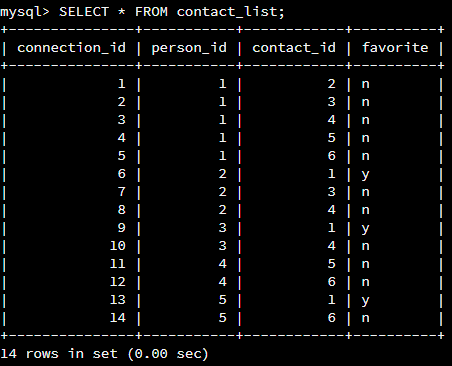 mysql> SELECT * FROM contact_list;
+---------------+-----------+------------+----------+
| connection_id | person_id | contact_id | favorite |
+---------------+-----------+------------+----------+
|             1 |         1 |          2 | n        |
|             2 |         1 |          3 | n        |
|             3 |         1 |          4 | n        |
|             4 |         1 |          5 | n        |
|             5 |         1 |          6 | n        |
|             6 |         2 |          1 | y        |
|             7 |         2 |          3 | n        |
|             8 |         2 |          4 | n        |
|             9 |         3 |          1 | y        |
|            10 |         3 |          4 | n        |
|            11 |         4 |          5 | n        |
|            12 |         4 |          6 | n        |
|            13 |         5 |          1 | y        |
|            14 |         5 |          6 | n        |
+---------------+-----------+------------+----------+
14 rows in set (0.00 sec)